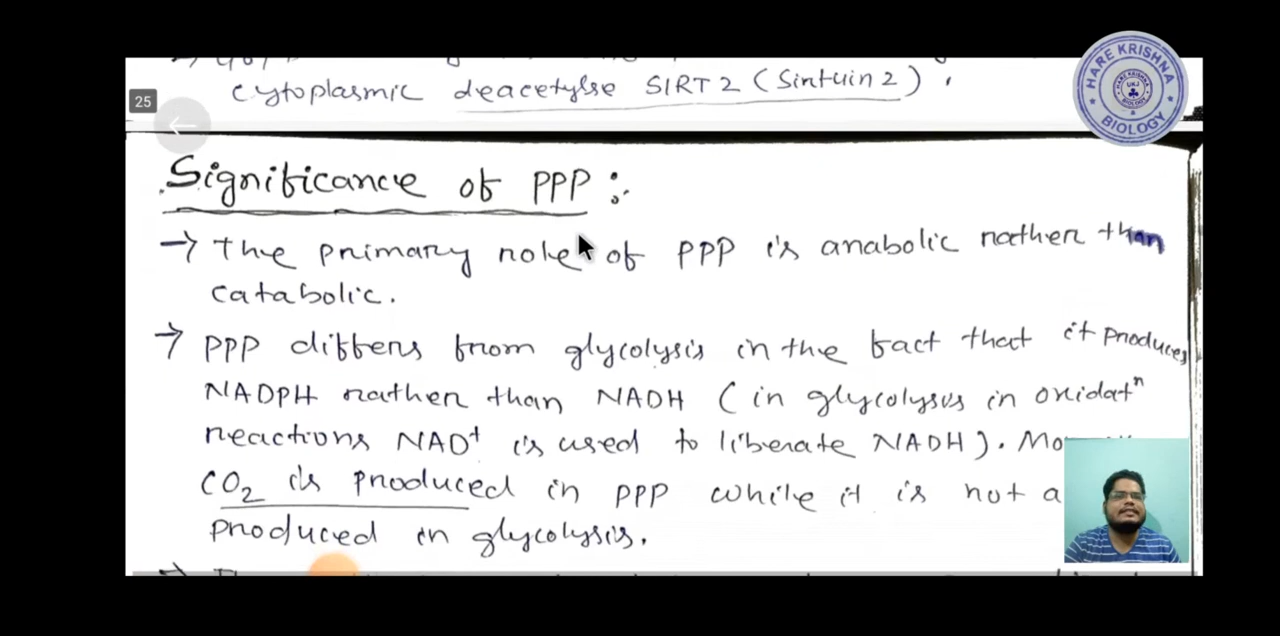 cytoplasmic deacetylse SIRT 2 (Sintuin 2).
25
HARE KRISHNA
UKJ
BIOLOGY
BIOLOGY
Significance of PPP :
→ The primary role of PPP is anabolic rather than
catabolic.
→ PPP differs from glycolysis in the fact that it produces
NADPH rather than NADH (in glycolysis in oxidatⁿ
reactions NAD⁺ is used to liberate NADH). Mo
CO₂ is produced in PPP while it is not a
produced in glycolysis.